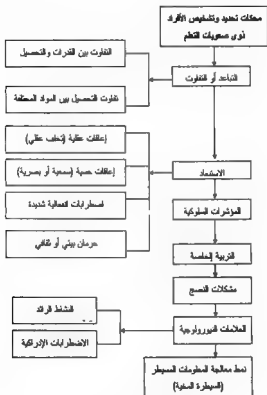 محكات تحديد وتشخيص الأفراد
ذوى صعوبات التعلم
التباعد أو التفاوت
التفاوت بين القدرات والتحصيل
تفاوت التحصيل بين المواد المختلفة
الاستبعاد
إعاقات عقلية (تخلف عقلي)
إعاقات حسية (سمعية أو بصرية)
اضطرابات انفعالية شديدة
حرمان بيئي أو ثقافي
المؤشرات السلوكية
التربية الخاصة
مشكلات النضج
العلامات النيورولوجية
النشاط الزائد
الاضطرابات الإدراكية
نمط معالجة المعلومات المسيطر
(السيطرة المخية)